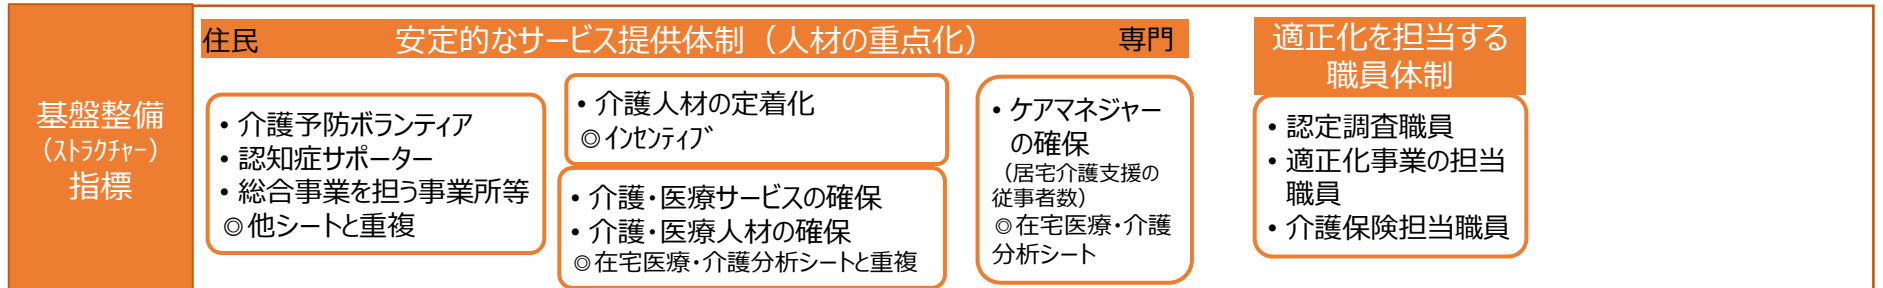 基盤整備
（ｽﾄﾗｸﾁｬｰ）
指標
住民 安定的なサービス提供体制（人材の重点化） 専門
• 介護予防ボランティア
• 認知症サポーター
• 総合事業を担う事業所等
◎他シートと重複
• 介護人材の定着化
◎ｲﾝｾﾝﾃｨﾌﾞ
• 介護・医療サービスの確保
• 介護・医療人材の確保
◎在宅医療・介護分析シートと重複
• ケアマネジャー
の確保
（居宅介護支援の
従事者数）
◎在宅医療・介護
分析シート
適正化を担当する
職員体制
• 認定調査職員
• 適正化事業の担当
職員
• 介護保険担当職員